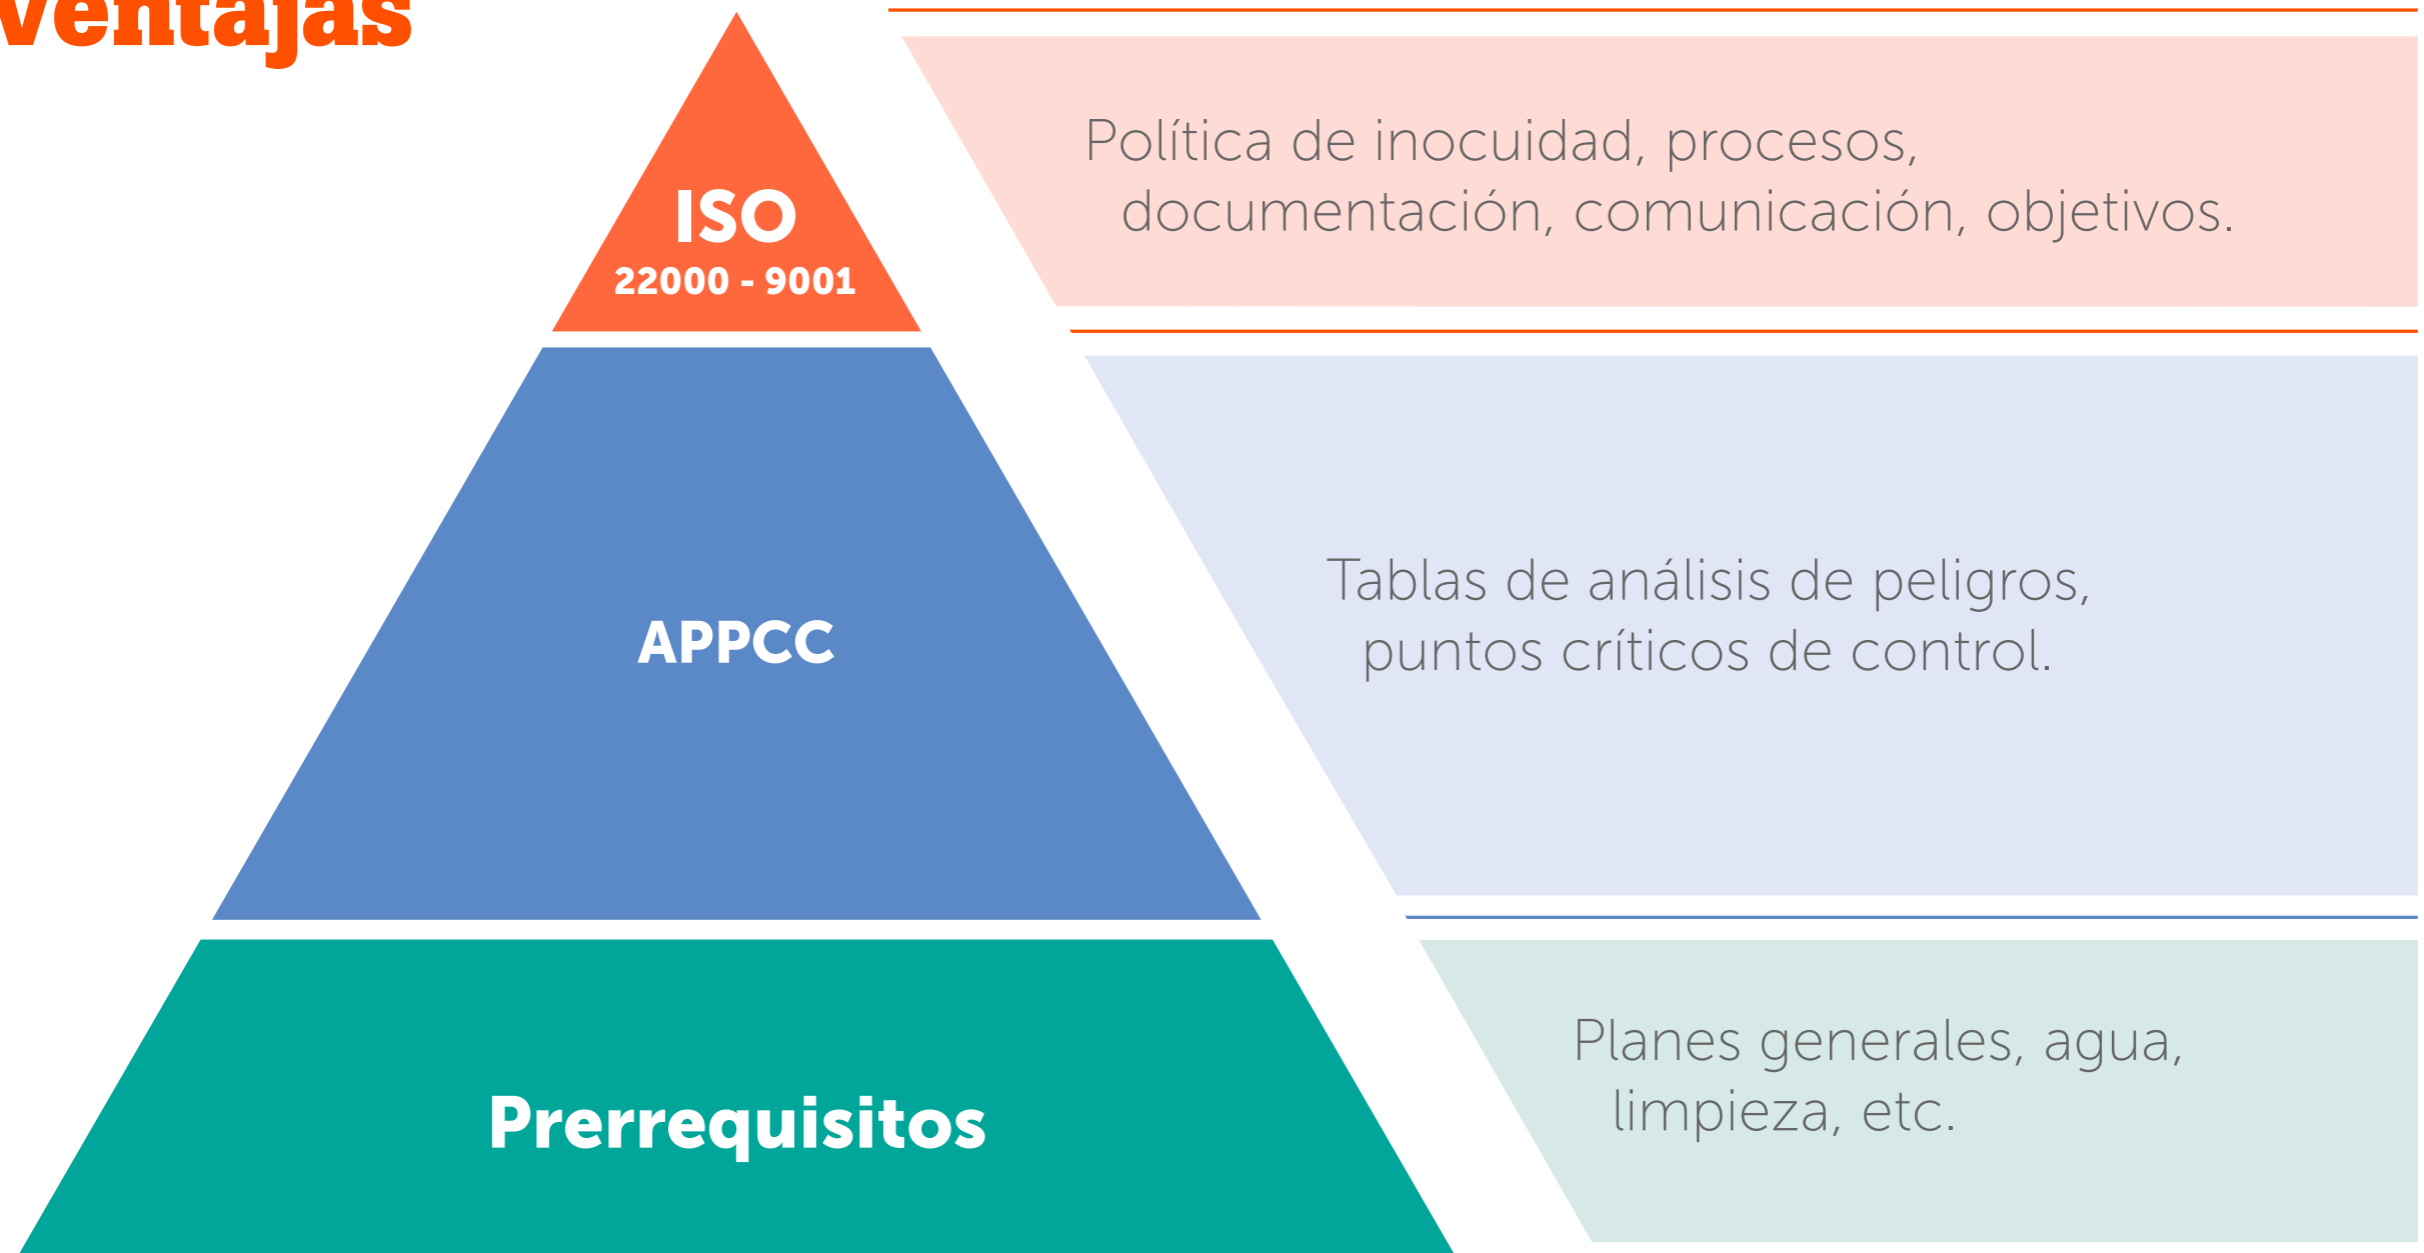 Ventajas
ISO
22000 - 9001
Política de inocuidad, procesos,
documentación, comunicación, objetivos.
APPCC
Tablas de análisis de peligros,
puntos críticos de control.
Prerrequisitos
Planes generales, agua,
limpieza, etc.